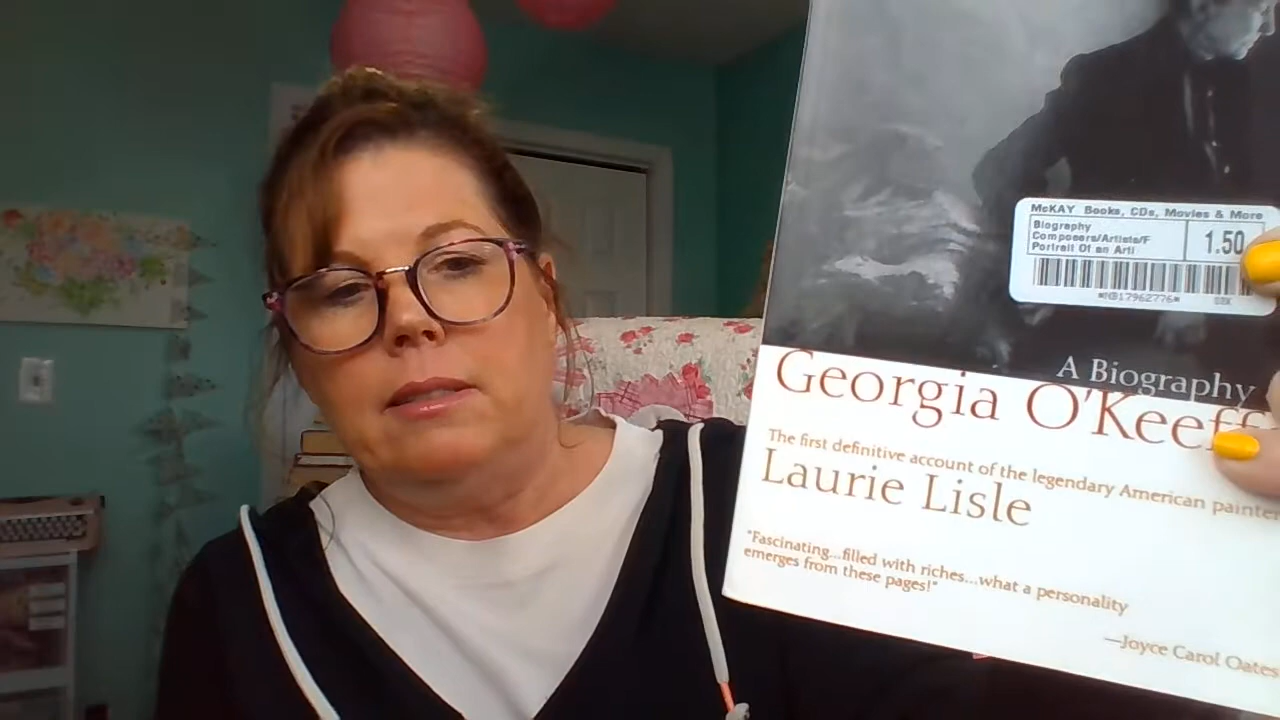 McKAY Books, CDs, Movies & More
Biography
Composers/Artists/F
Portrait Of an Arti
1.50
*NB17962776*
A Biography
Georgia O'Keeff
The first definitive account of the legendary American painter
Laurie Lisle
"Fascinating...filled with riches...what a personality
emerges from these pages!"
—Joyce Carol Oates